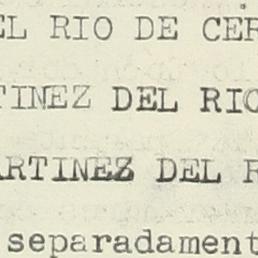 EL RIO DE CER
TINEZ DEL RIO
ARTINEZ DEL R
separadament